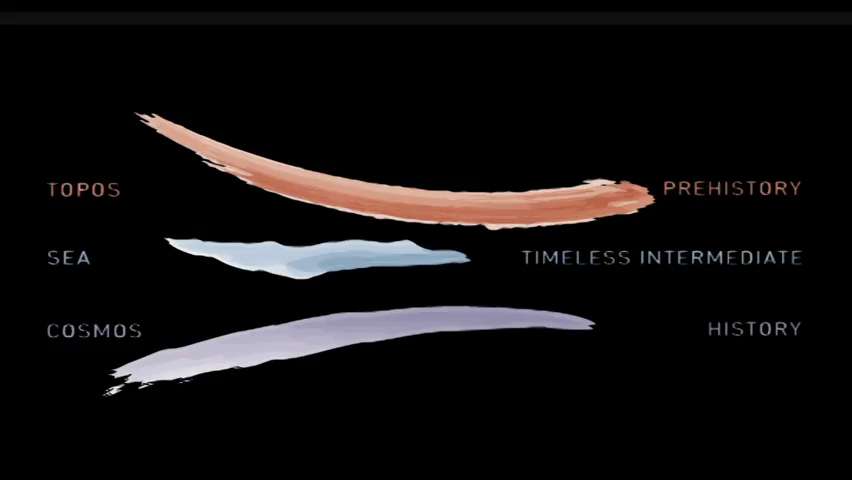 TOPOS PREHISTORY
SEA TIMELESS INTERMEDIATE
COSMOS HISTORY